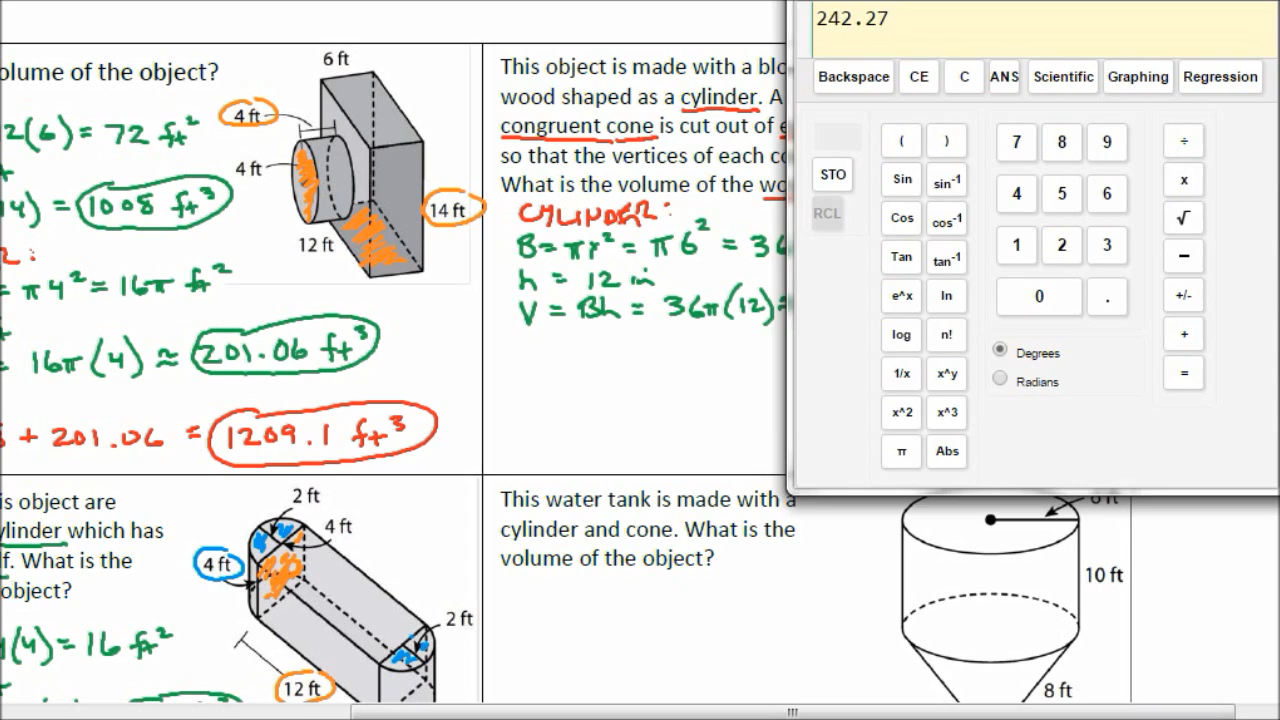 242.27
Backspace CE C ANS Scientific Graphing Regression
( ) 7 8 9 ÷
STO Sin sin⁻¹ 4 5 6 x
RCL Cos cos⁻¹ √
Tan tan⁻¹ 1 2 3 −
e^x ln 0 . +/-
log n! +
Degrees
1/x x^y =
Radians
x^2 x^3
π Abs
olume of the object?
6 ft
4 ft
2(6) = 72 ft²
4 ft
4) = 1008 ft³
14 ft
12 ft
:
= π4² = 16π ft²
16π(4) ≈ 201.06 ft³
+ 201.06 = 1209.1 ft³
This object is made with a blo
wood shaped as a cylinder. A
congruent cone is cut out of
so that the vertices of each co
What is the volume of the wo
CYLINDER:
B = πr² = π6² = 36
h = 12 in
V = Bh = 36π(12) =
is object are
ylinder which has
f. What is the
object?
2 ft
4 ft
4 ft
2 ft
(4) = 16 ft²
12 ft
This water tank is made with a
cylinder and cone. What is the
volume of the object?
10 ft
8 ft